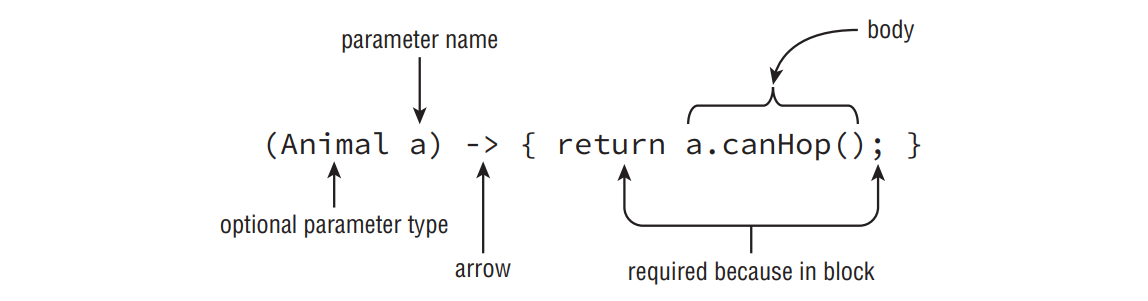 parameter name
body
(Animal a) -> { return a.canHop(); }
optional parameter type
arrow
required because in block